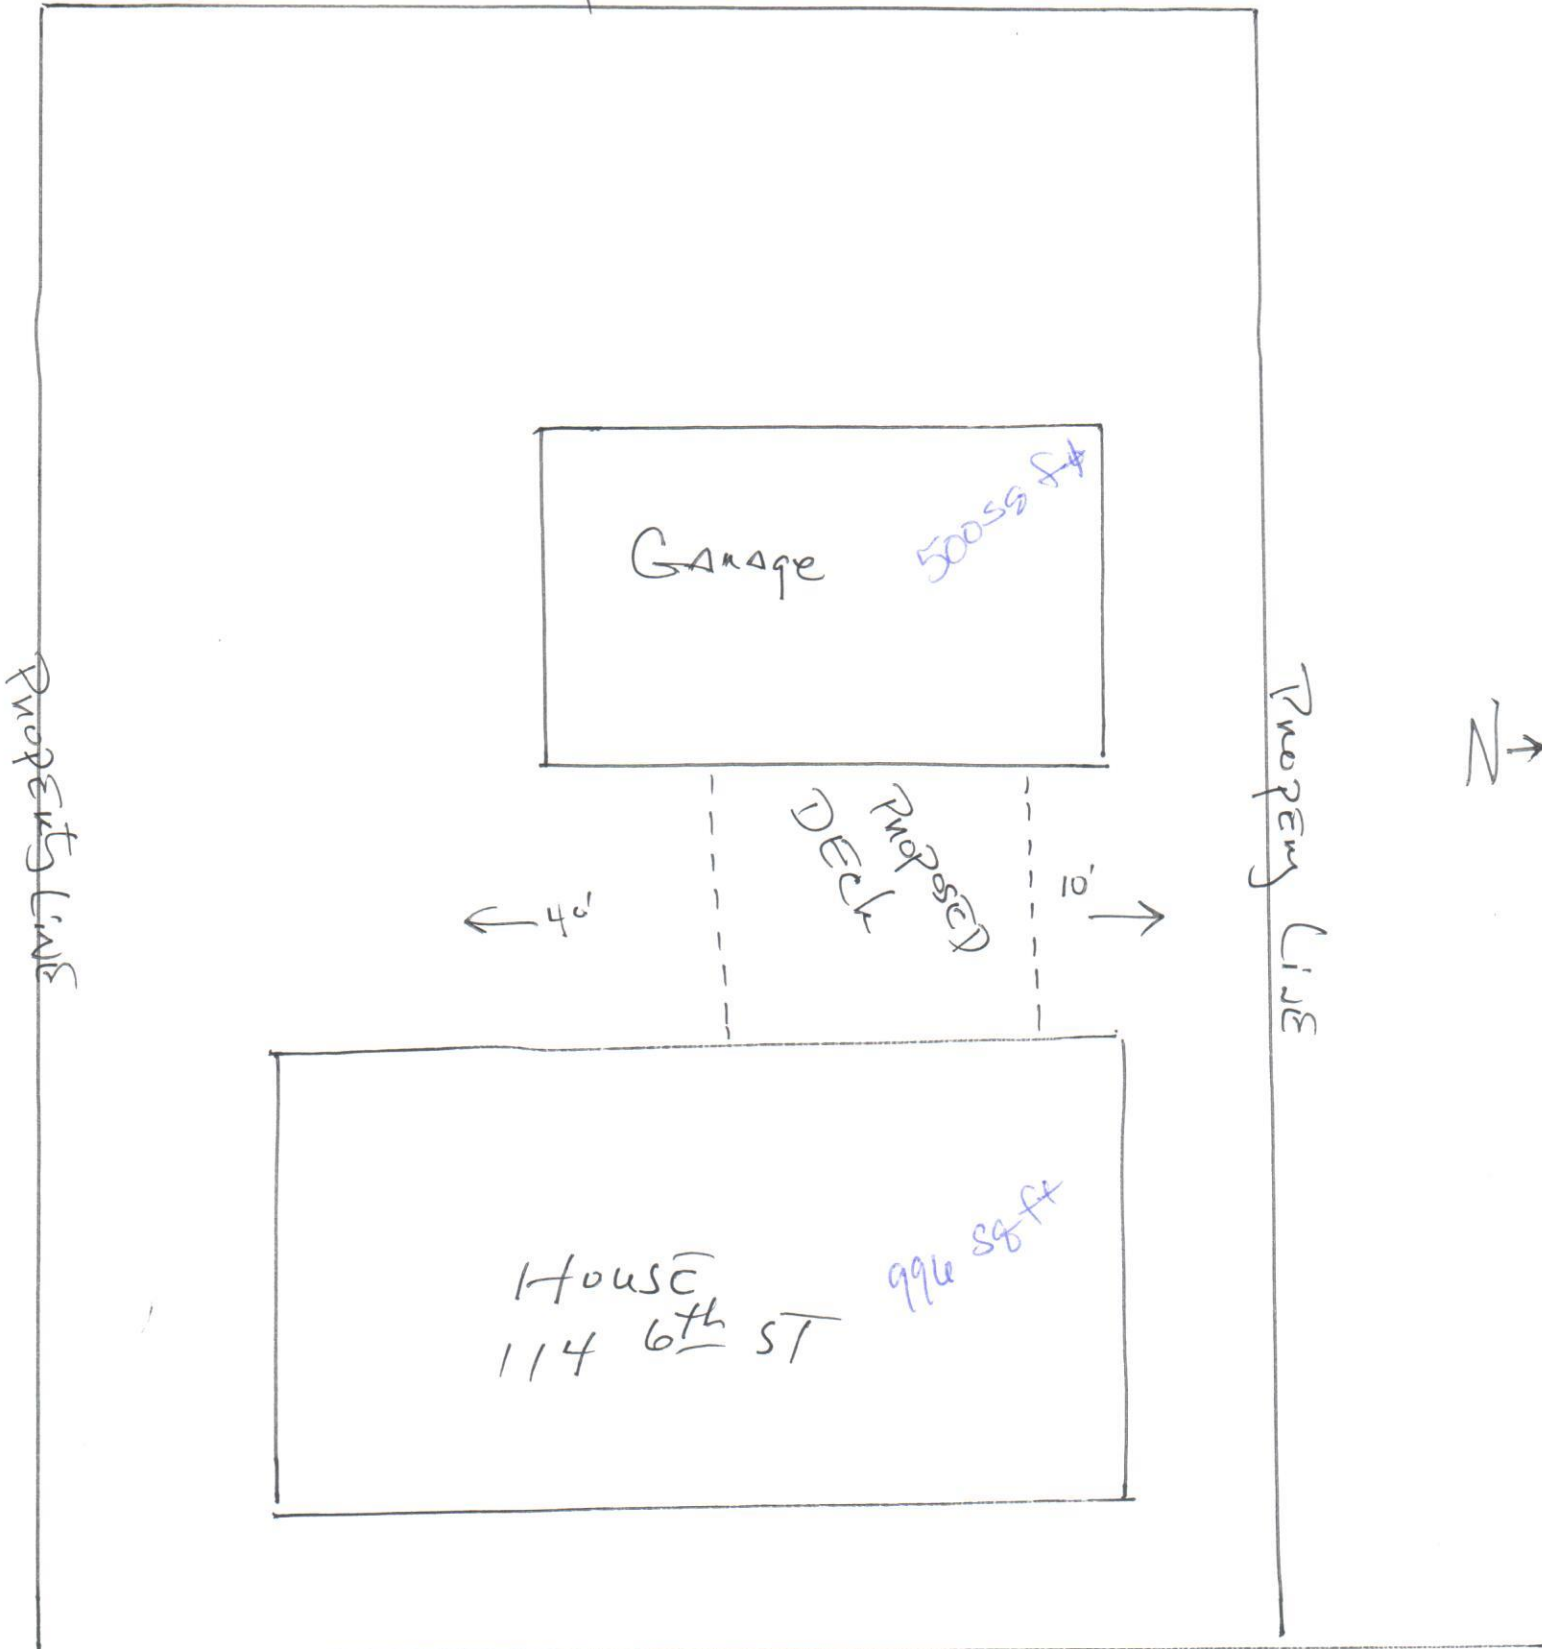 Garage
500 sq ft
Property Line
Property Line
N
Proposed
Deck
40'
10'
House
996 sq ft
114 6th ST